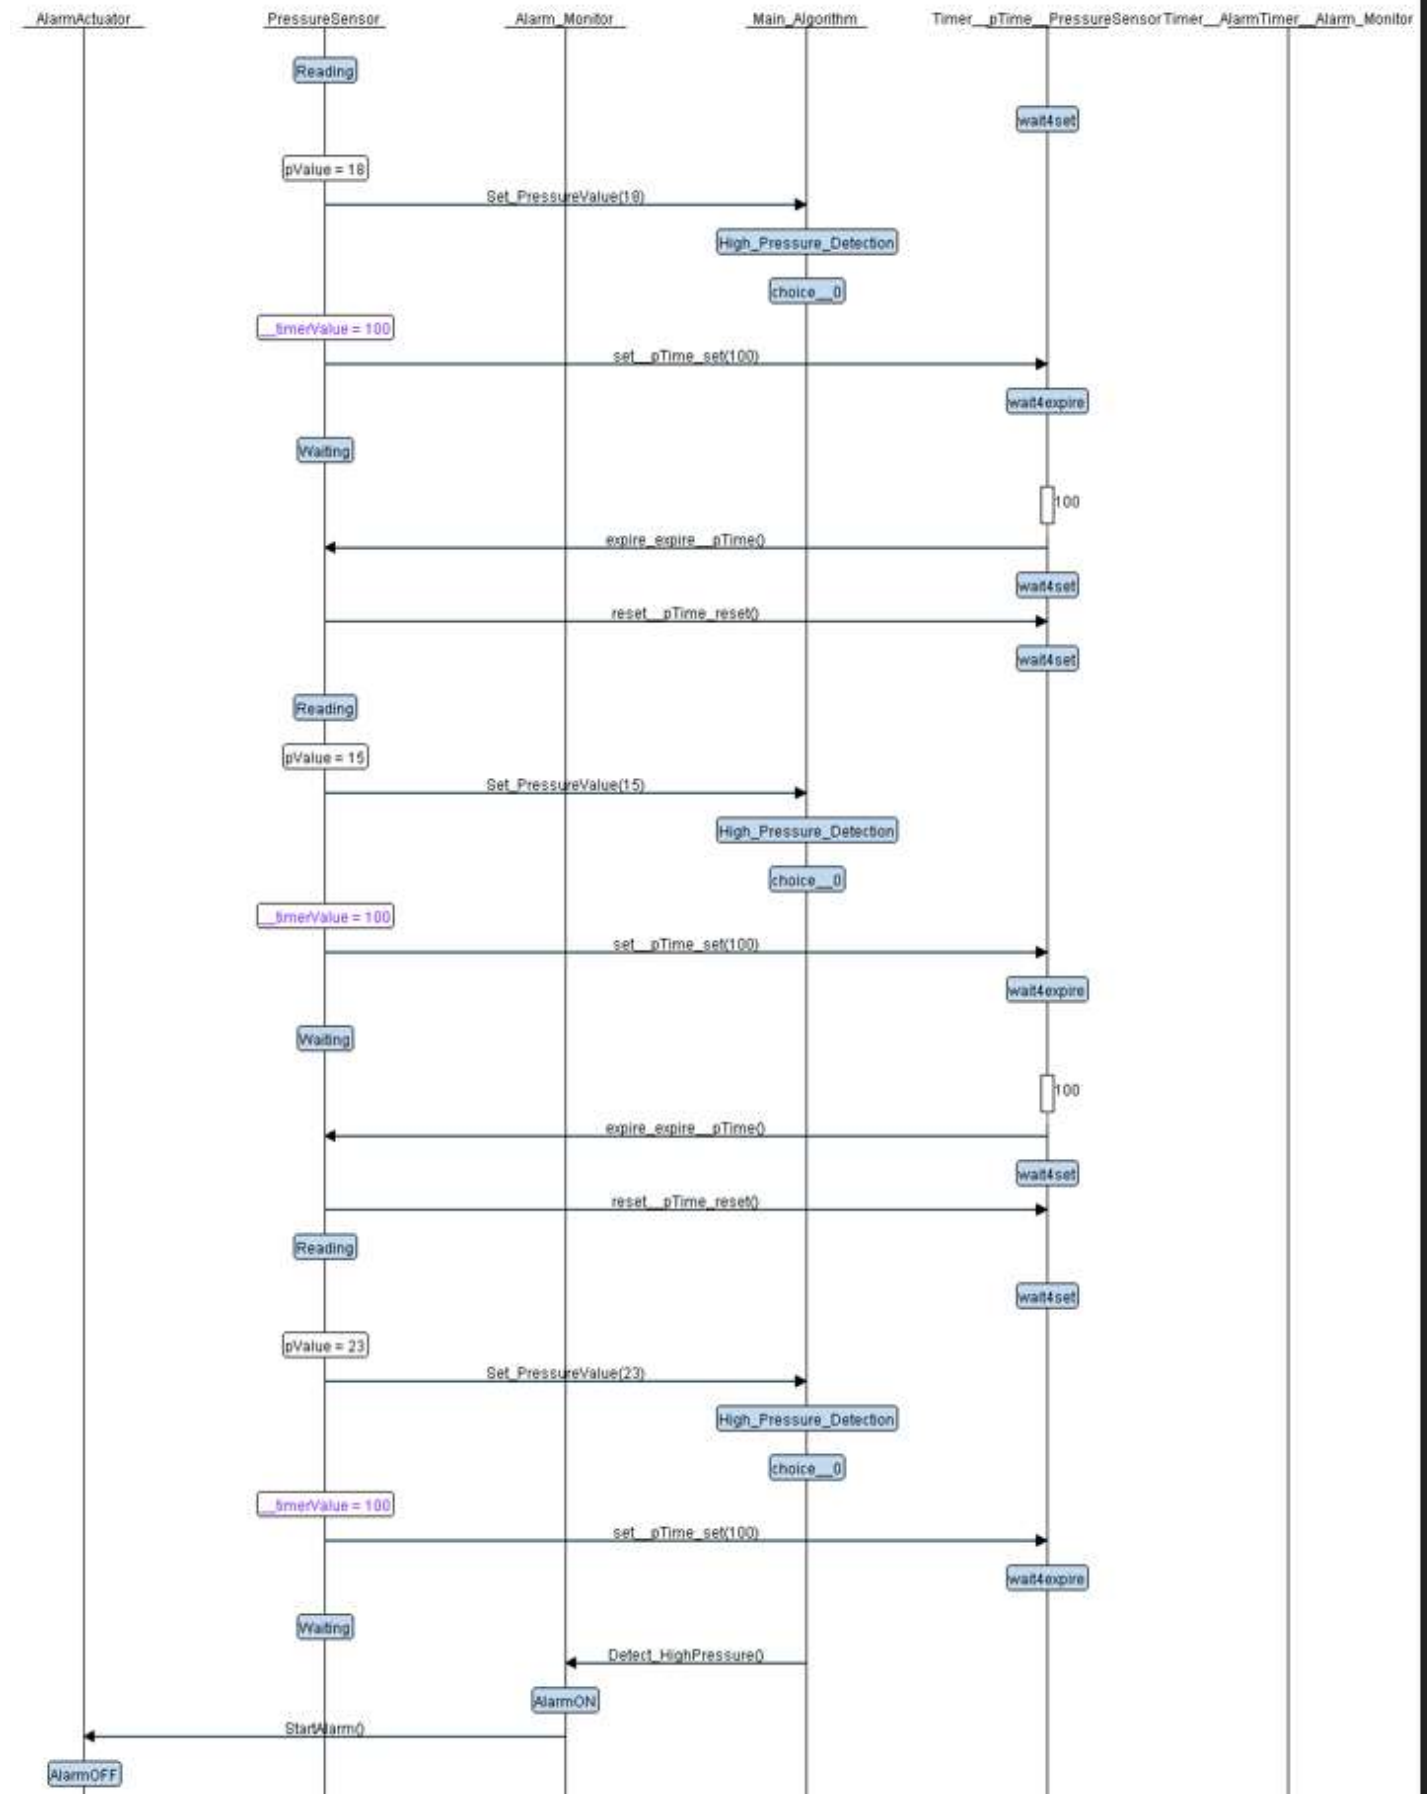 AlarmActuator PressureSensor Alarm_Monitor Main_Algorithm Timer__pTime__PressureSensor Timer__AlarmTimer__Alarm_Monitor
Reading
wait4set
pValue = 18
Set_PressureValue(18)
High_Pressure_Detection
choice__0
__timerValue = 100
set__pTime_set(100)
wait4expire
Waiting
100
expire_expire__pTime()
wait4set
reset__pTime_reset()
wait4set
Reading
pValue = 15
Set_PressureValue(15)
High_Pressure_Detection
choice__0
__timerValue = 100
set__pTime_set(100)
wait4expire
Waiting
100
expire_expire__pTime()
wait4set
reset__pTime_reset()
Reading
wait4set
pValue = 23
Set_PressureValue(23)
High_Pressure_Detection
choice__0
__timerValue = 100
set__pTime_set(100)
wait4expire
Waiting
Detect_HighPressure()
AlarmON
StartAlarm()
AlarmOFF